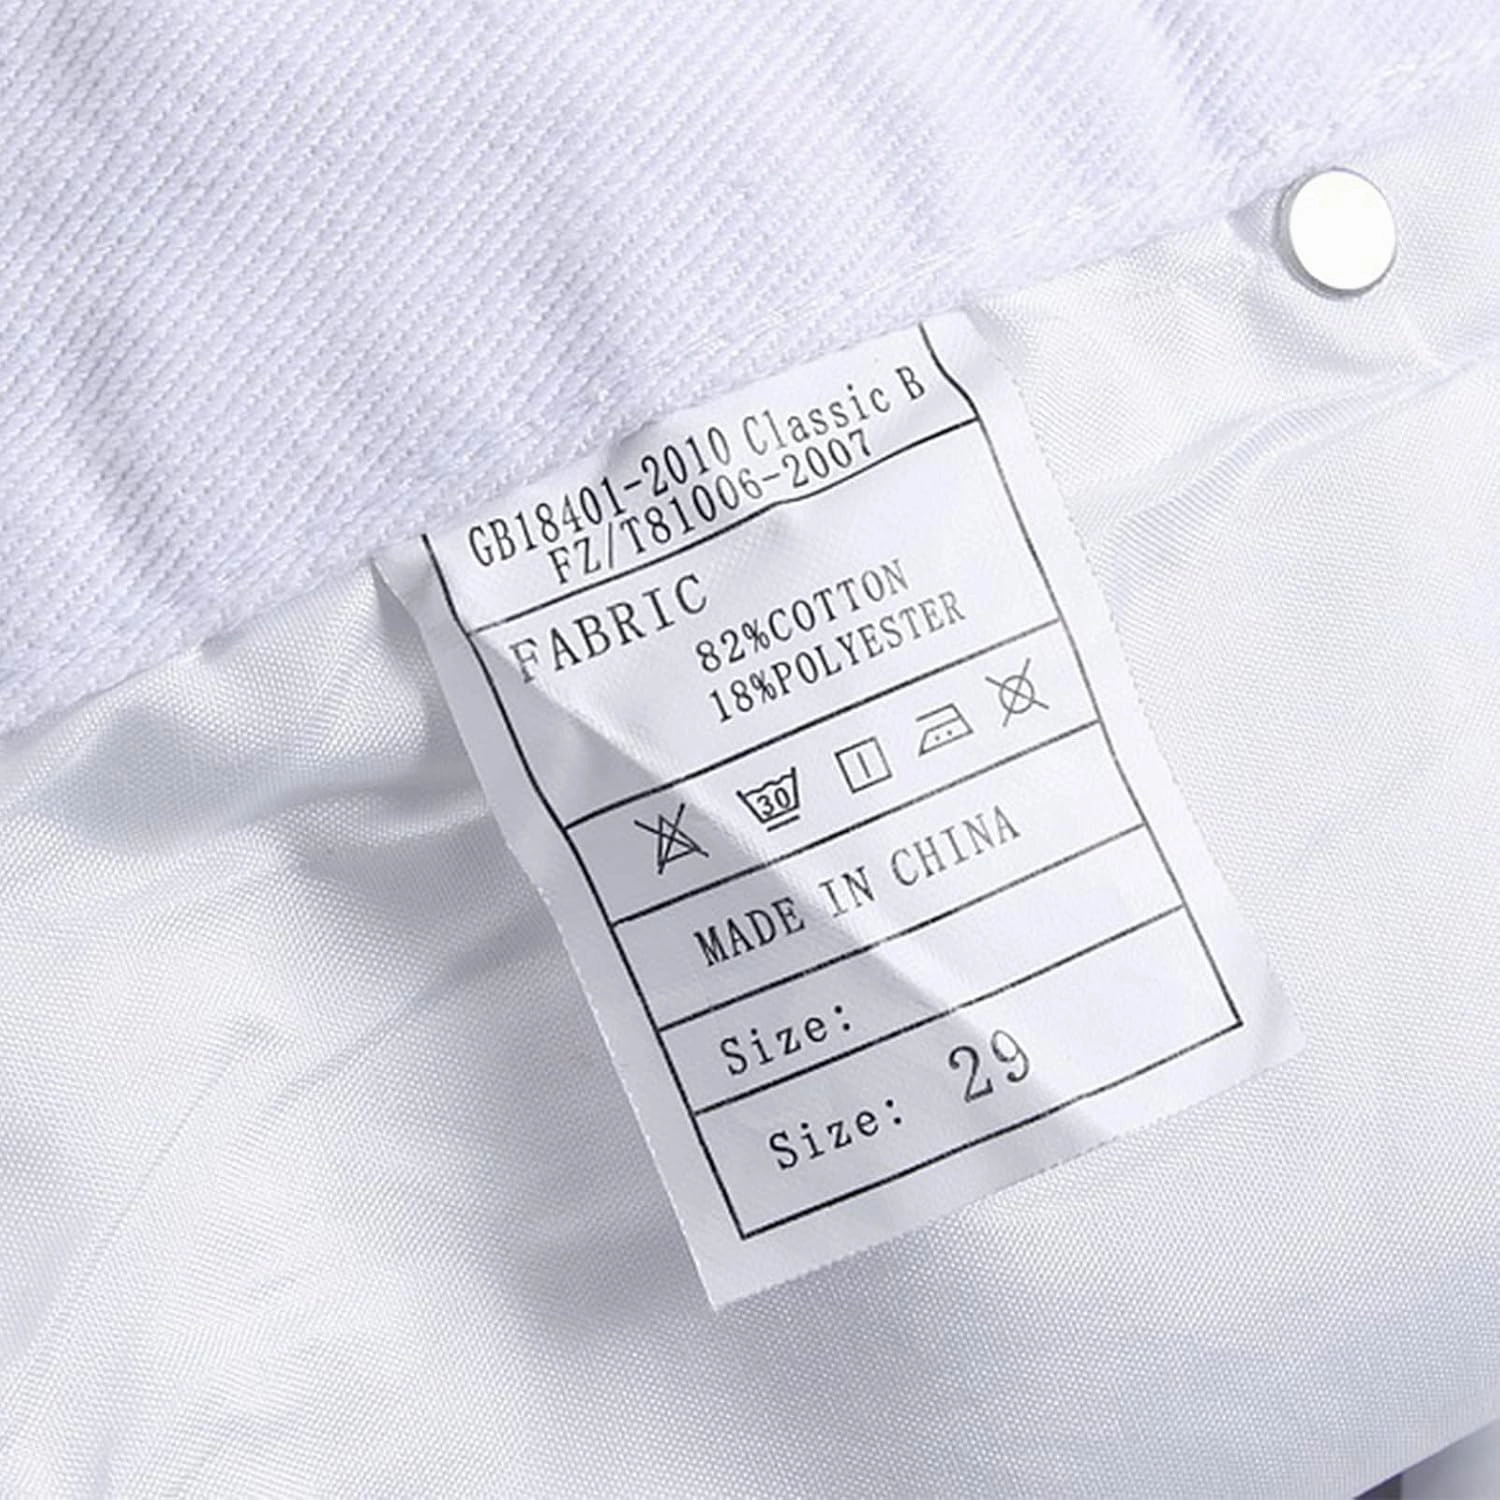 GB18401-2010 Classic B
FZ/T81006-2007
FABRIC
82%COTTON
18%POLYESTER
30
MADE IN CHINA
Size:
Size: 29